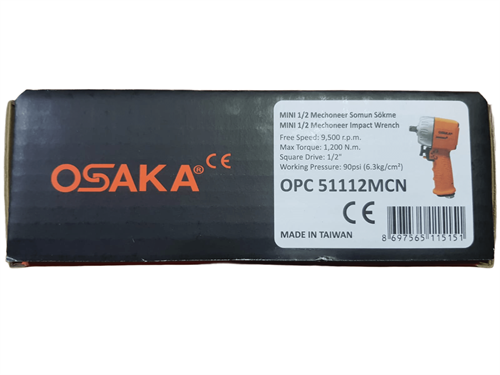 OSAKA® CE
MINI 1/2 Mechoneer Somun Sökme
MINI 1/2 Mechoneer Impact Wrench
Free Speed: 9,500 r.p.m.
Max Torque: 1,200 N.m.
Square Drive: 1/2"
Working Pressure: 90psi (6.3kg/cm²)
OPC 51112MCN
CE
MADE IN TAIWAN
8 697565 115151